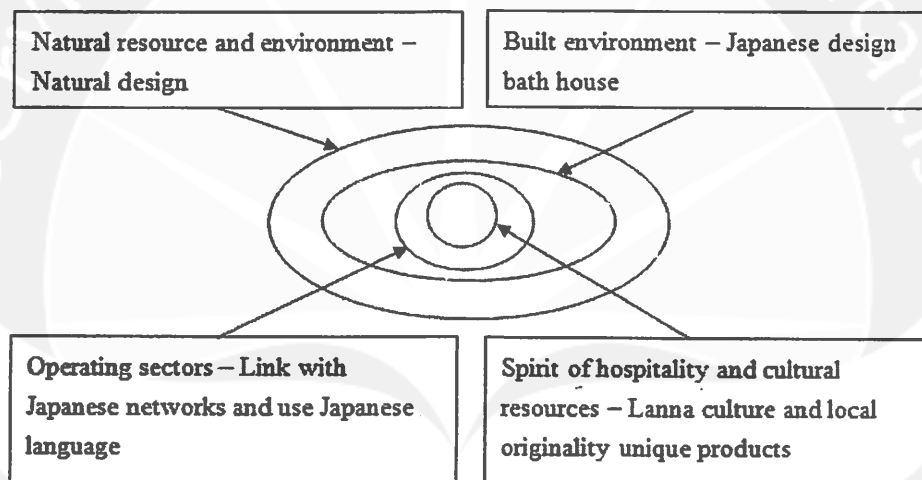 Natural resource and environment –
Natural design
Built environment – Japanese design
bath house
Operating sectors – Link with
Japanese networks and use Japanese
language
Spirit of hospitality and cultural
resources – Lanna culture and local
originality unique products